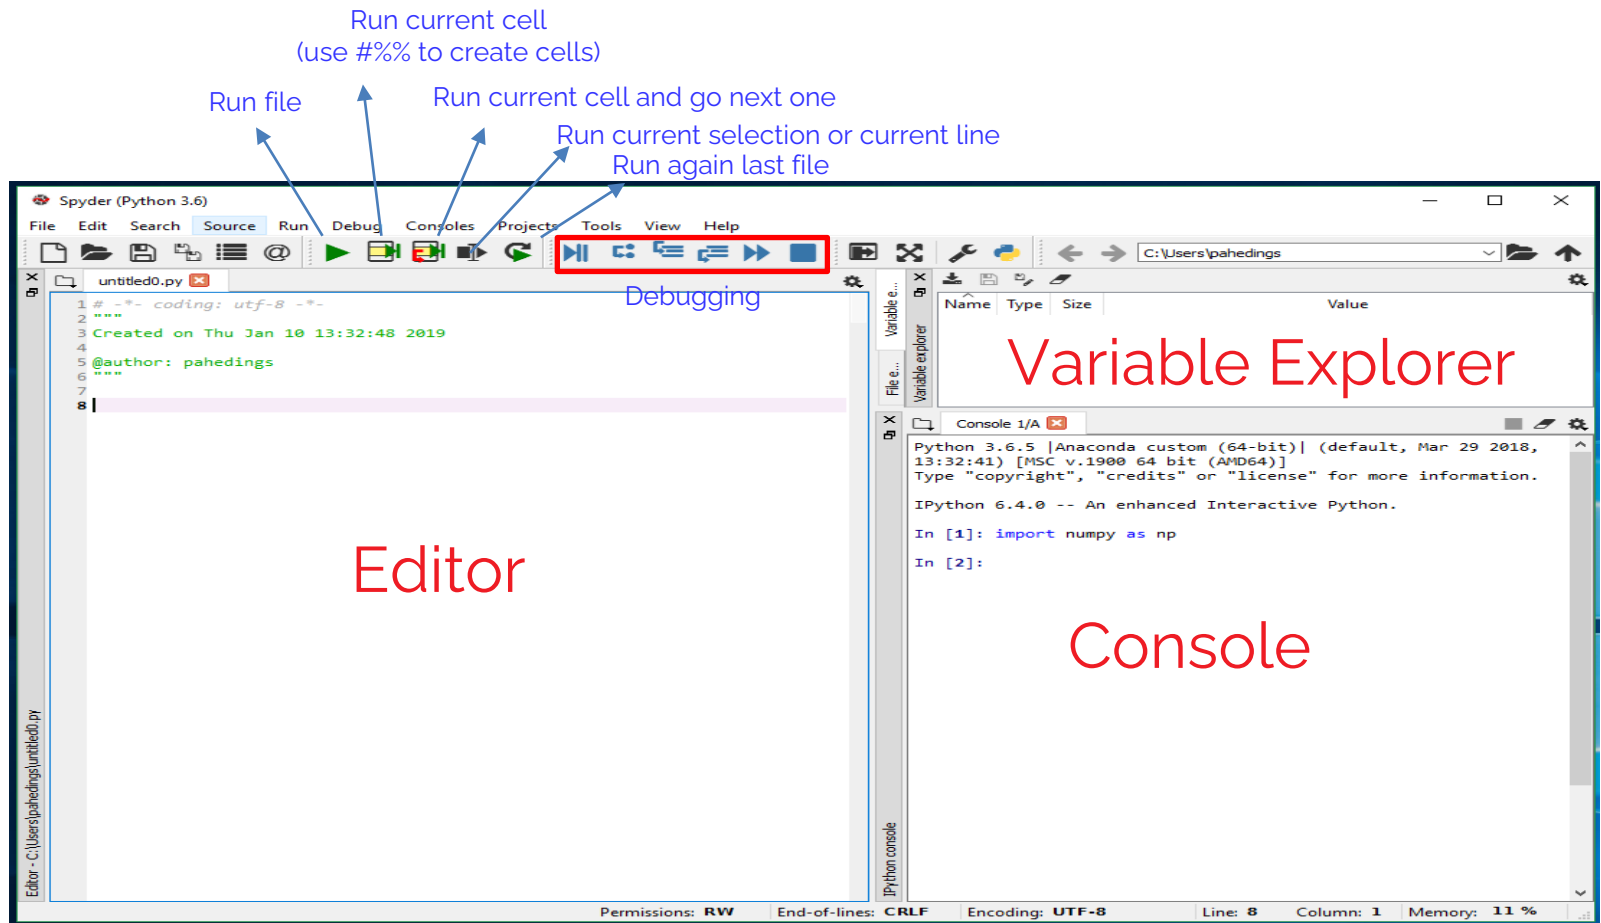 Run current cell
(use #%% to create cells)
Run file
Run current cell and go next one
Run current selection or current line
Run again last file
Spyder (Python 3.6)
File Edit Search Source Run Debug Consoles Projects Tools View Help
C:\Users\pahedings
untitled0.py
Debugging
1 # -*- coding: utf-8 -*-
2 """
3 Created on Thu Jan 10 13:32:48 2019
4
5 @author: pahedings
6 """
7
8
Editor
Editor - C:\Users\pahedings\untitled0.py
Variable e...
File e...
Variable explorer
Name Type Size Value
Variable Explorer
Console 1/A
Python 3.6.5 |Anaconda custom (64-bit)| (default, Mar 29 2018,
13:32:41) [MSC v.1900 64 bit (AMD64)]
Type "copyright", "credits" or "license" for more information.
IPython 6.4.0 -- An enhanced Interactive Python.
In [1]: import numpy as np
In [2]:
Console
IPython console
Permissions: RW End-of-lines: CRLF Encoding: UTF-8 Line: 8 Column: 1 Memory: 11 %